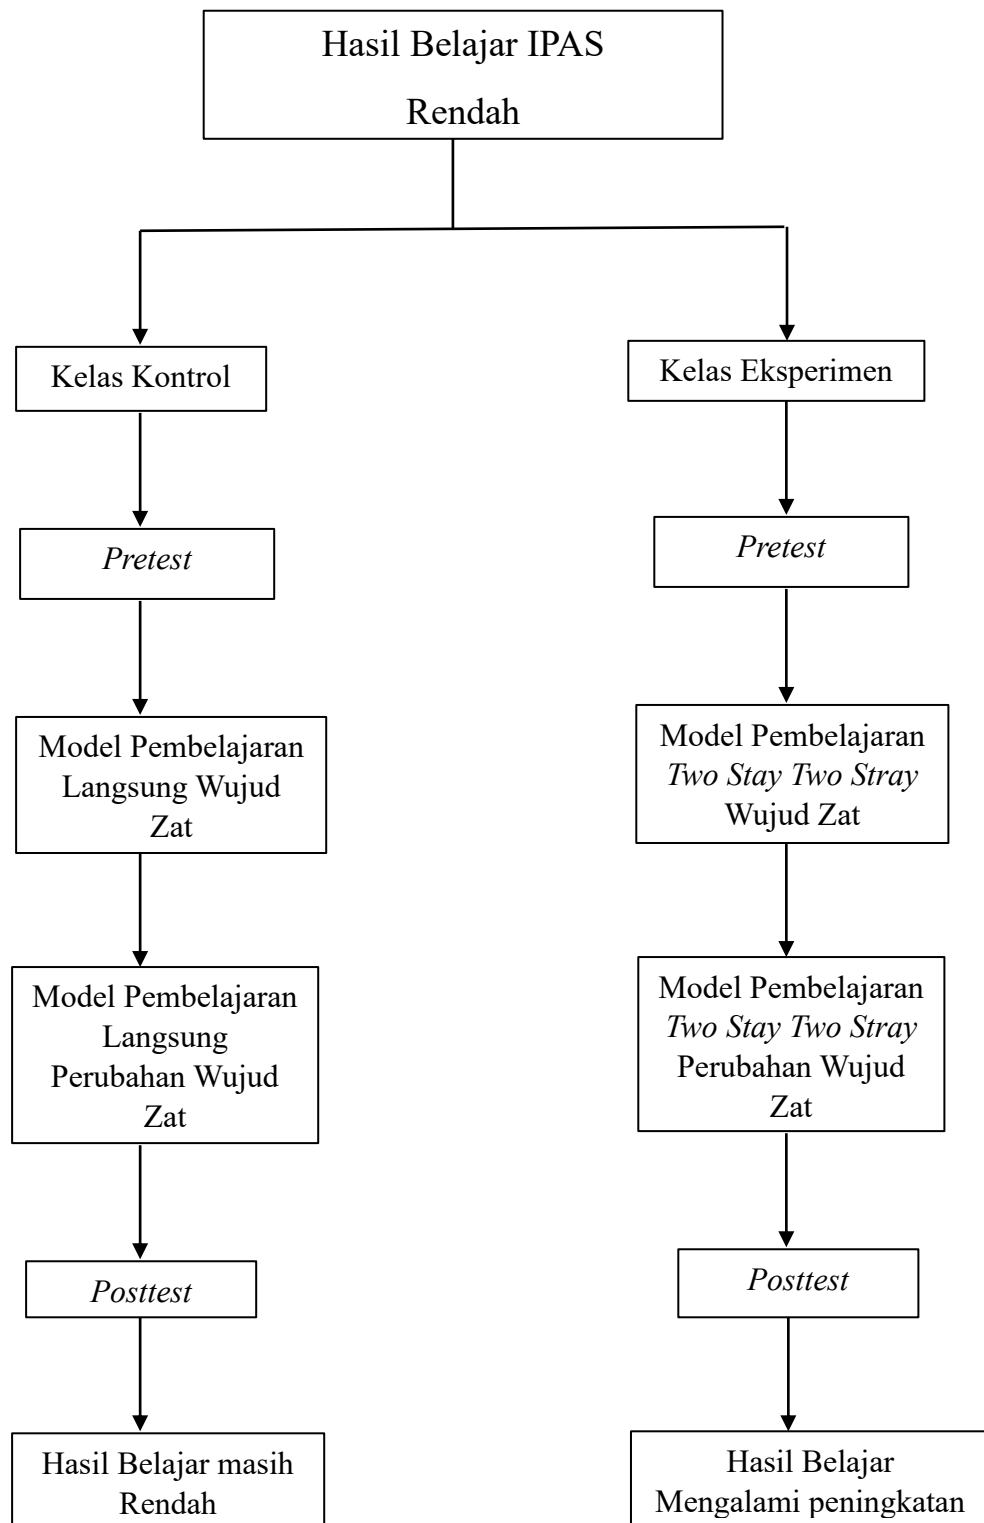 Hasil Belajar IPAS
Rendah
Kelas Kontrol
Kelas Eksperimen
Pretest
Pretest
Model Pembelajaran
Langsung Wujud
Zat
Model Pembelajaran
Two Stay Two Stray
Wujud Zat
Model Pembelajaran
Langsung
Perubahan Wujud
Zat
Model Pembelajaran
Two Stay Two Stray
Perubahan Wujud
Zat
Posttest
Posttest
Hasil Belajar masih
Rendah
Hasil Belajar
Mengalami peningkatan